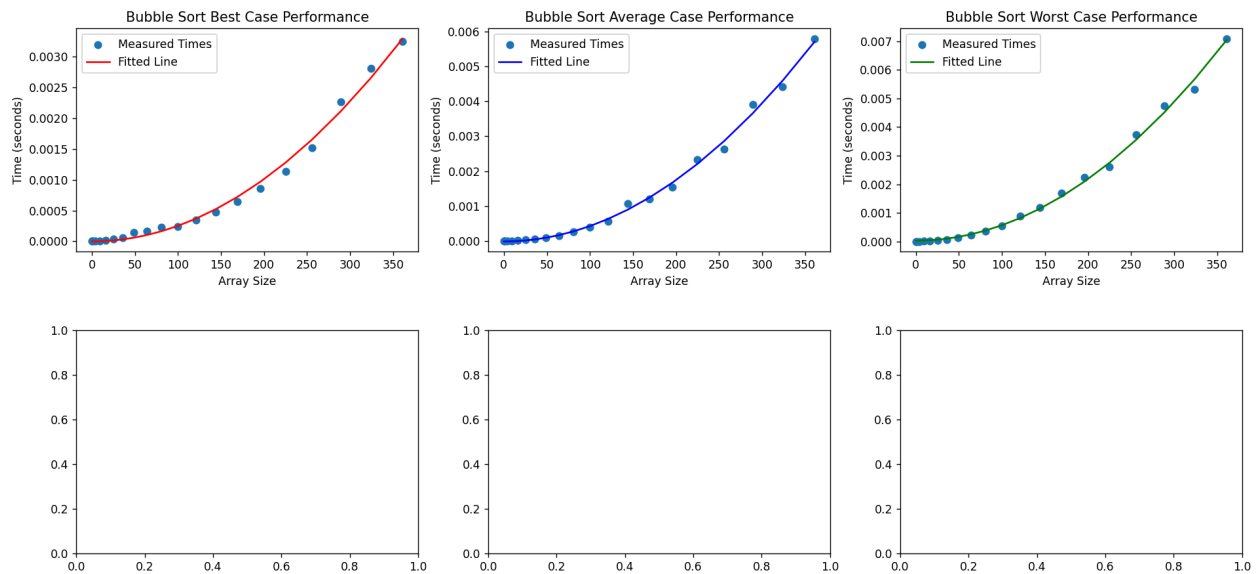 Bubble Sort Best Case Performance
Measured Times
Fitted Line
Time (seconds)
0.0030
0.0025
0.0020
0.0015
0.0010
0.0005
0.0000
0 50 100 150 200 250 300 350
Array Size
Bubble Sort Average Case Performance
Measured Times
Fitted Line
Time (seconds)
0.006
0.005
0.004
0.003
0.002
0.001
0.000
0 50 100 150 200 250 300 350
Array Size
Bubble Sort Worst Case Performance
Measured Times
Fitted Line
Time (seconds)
0.007
0.006
0.005
0.004
0.003
0.002
0.001
0.000
0 50 100 150 200 250 300 350
Array Size
1.0
0.8
0.6
0.4
0.2
0.0
0.0 0.2 0.4 0.6 0.8 1.0
1.0
0.8
0.6
0.4
0.2
0.0
0.0 0.2 0.4 0.6 0.8 1.0
1.0
0.8
0.6
0.4
0.2
0.0
0.0 0.2 0.4 0.6 0.8 1.0